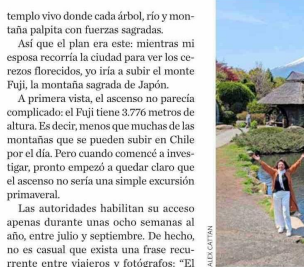 templo vivo donde cada árbol, río y mon-
taña palpita con fuerzas sagradas.
Así que el plan era este: mientras mi
esposa recorría la ciudad para ver los ce-
rezos florecidos, yo iría a subir el monte
Fuji, la montaña sagrada de Japón.
A primera vista, el ascenso no parecía
complicado: el Fuji tiene 3.776 metros de
altura. Es decir, menos que muchas de las
montañas que se pueden subir en Chile
por el día. Pero cuando comencé a inves-
tigar, pronto empezó a quedar claro que
el ascenso no sería una simple excursión
primaveral.
Las autoridades habilitan su acceso
apenas durante unas ocho semanas al
año, entre julio y septiembre. De hecho,
no es casual que exista una frase recu-
rrente entre viajeros y fotógrafos: “El
ALEX CATTAN